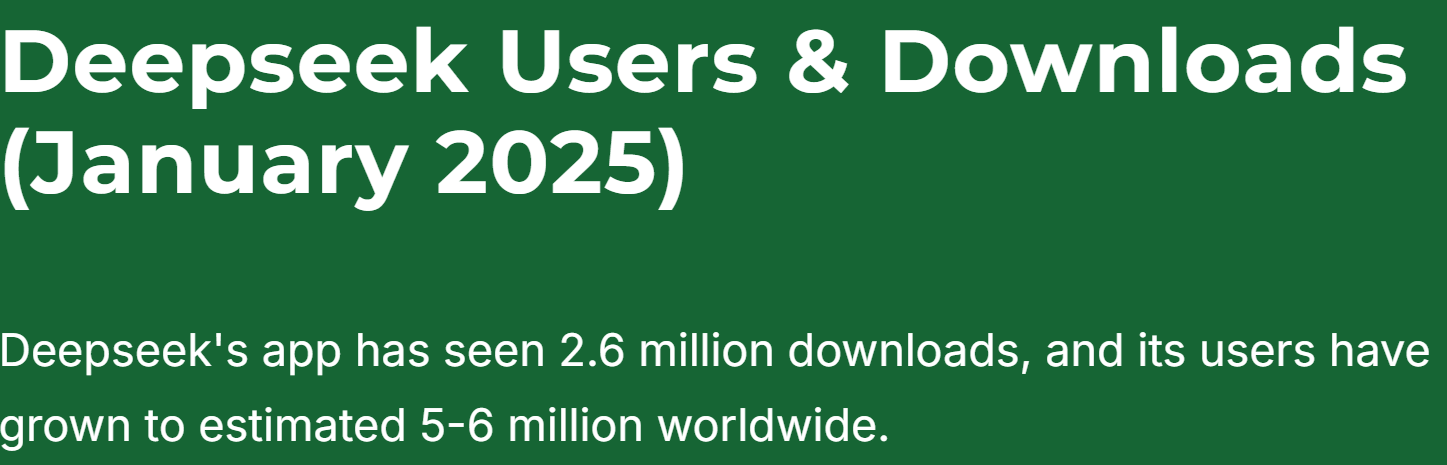 Deepseek Users & Downloads
(January 2025)
Deepseek's app has seen 2.6 million downloads, and its users have
grown to estimated 5-6 million worldwide.